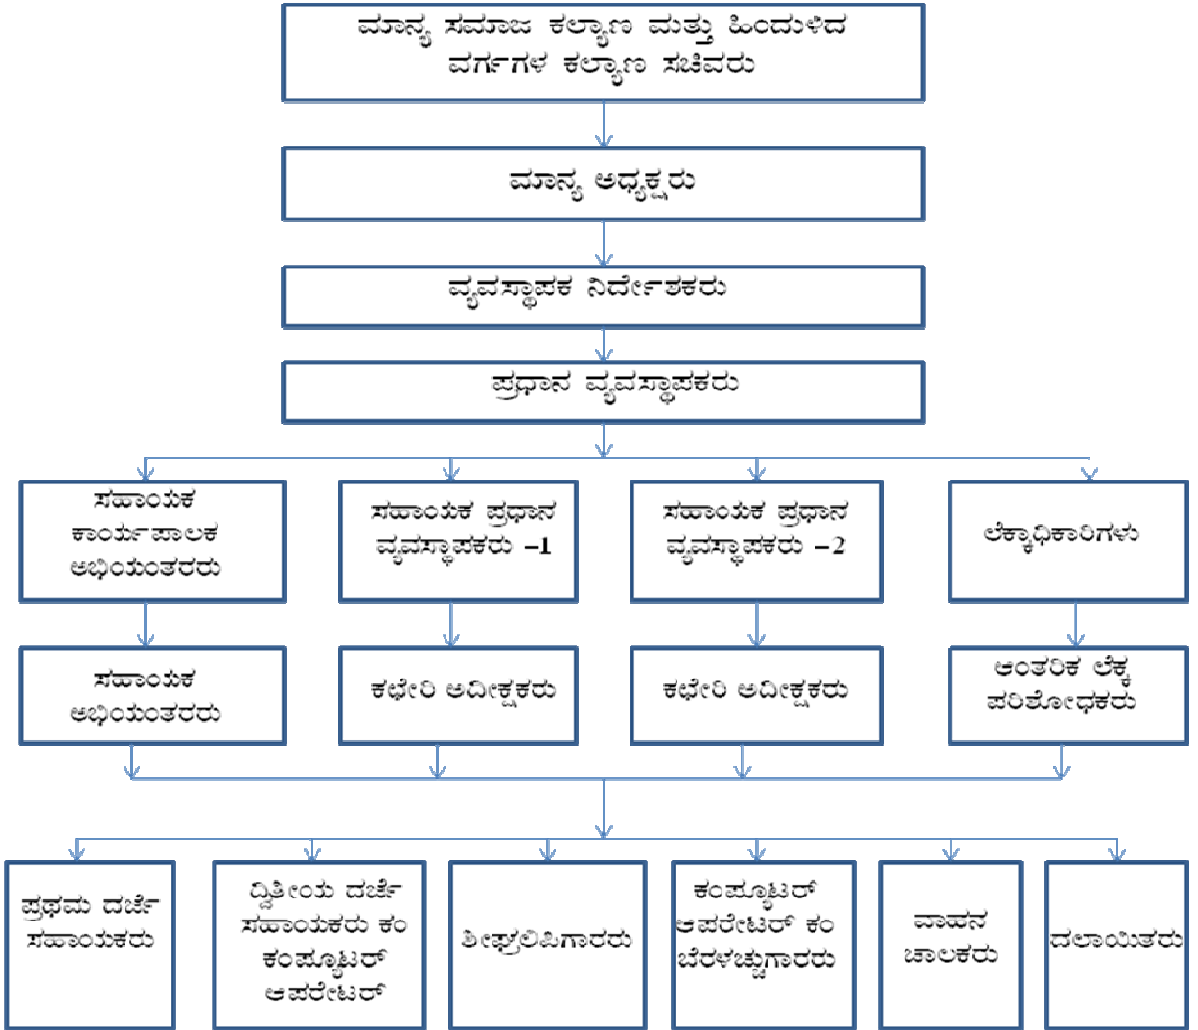 ಮಾನ್ಯ ಸಮಾಜ ಕಲ್ಯಾಣ ಮತ್ತು ಹಿಂದುಳಿದ
ವರ್ಗಗಳ ಕಲ್ಯಾಣ ಸಚಿವರು
ಮಾನ್ಯ ಅಧ್ಯಕ್ಷರು
ವ್ಯವಸ್ಥಾಪಕ ನಿರ್ದೇಶಕರು
ಪ್ರಧಾನ ವ್ಯವಸ್ಥಾಪಕರು
ಸಹಾಯಕ
ಕಾರ್ಯಪಾಲಕ
ಅಭಿಯಂತರರು
ಸಹಾಯಕ ಪ್ರಧಾನ
ವ್ಯವಸ್ಥಾಪಕರು –1
ಸಹಾಯಕ ಪ್ರಧಾನ
ವ್ಯವಸ್ಥಾಪಕರು –2
ಲೆಕ್ಕಾಧಿಕಾರಿಗಳು
ಸಹಾಯಕ
ಅಭಿಯಂತರರು
ಕಛೇರಿ ಅದೀಕ್ಷಕರು
ಕಛೇರಿ ಅದೀಕ್ಷಕರು
ಆಂತರಿಕ ಲೆಕ್ಕ
ಪರಿಶೋಧಕರು
ಪ್ರಥಮ ದರ್ಜೆ
ಸಹಾಯಕರು
ದ್ವಿತೀಯ ದರ್ಜೆ
ಸಹಾಯಕರು ಕಂ
ಕಂಪ್ಯೂಟರ್
ಆಪರೇಟರ್
ಶೀಘ್ರಲಿಪಿಗಾರರು
ಕಂಪ್ಯೂಟರ್
ಆಪರೇಟರ್ ಕಂ
ಬೆರಳಚ್ಚುಗಾರರು
ವಾಹನ
ಚಾಲಕರು
ದಲಾಯಿತರು